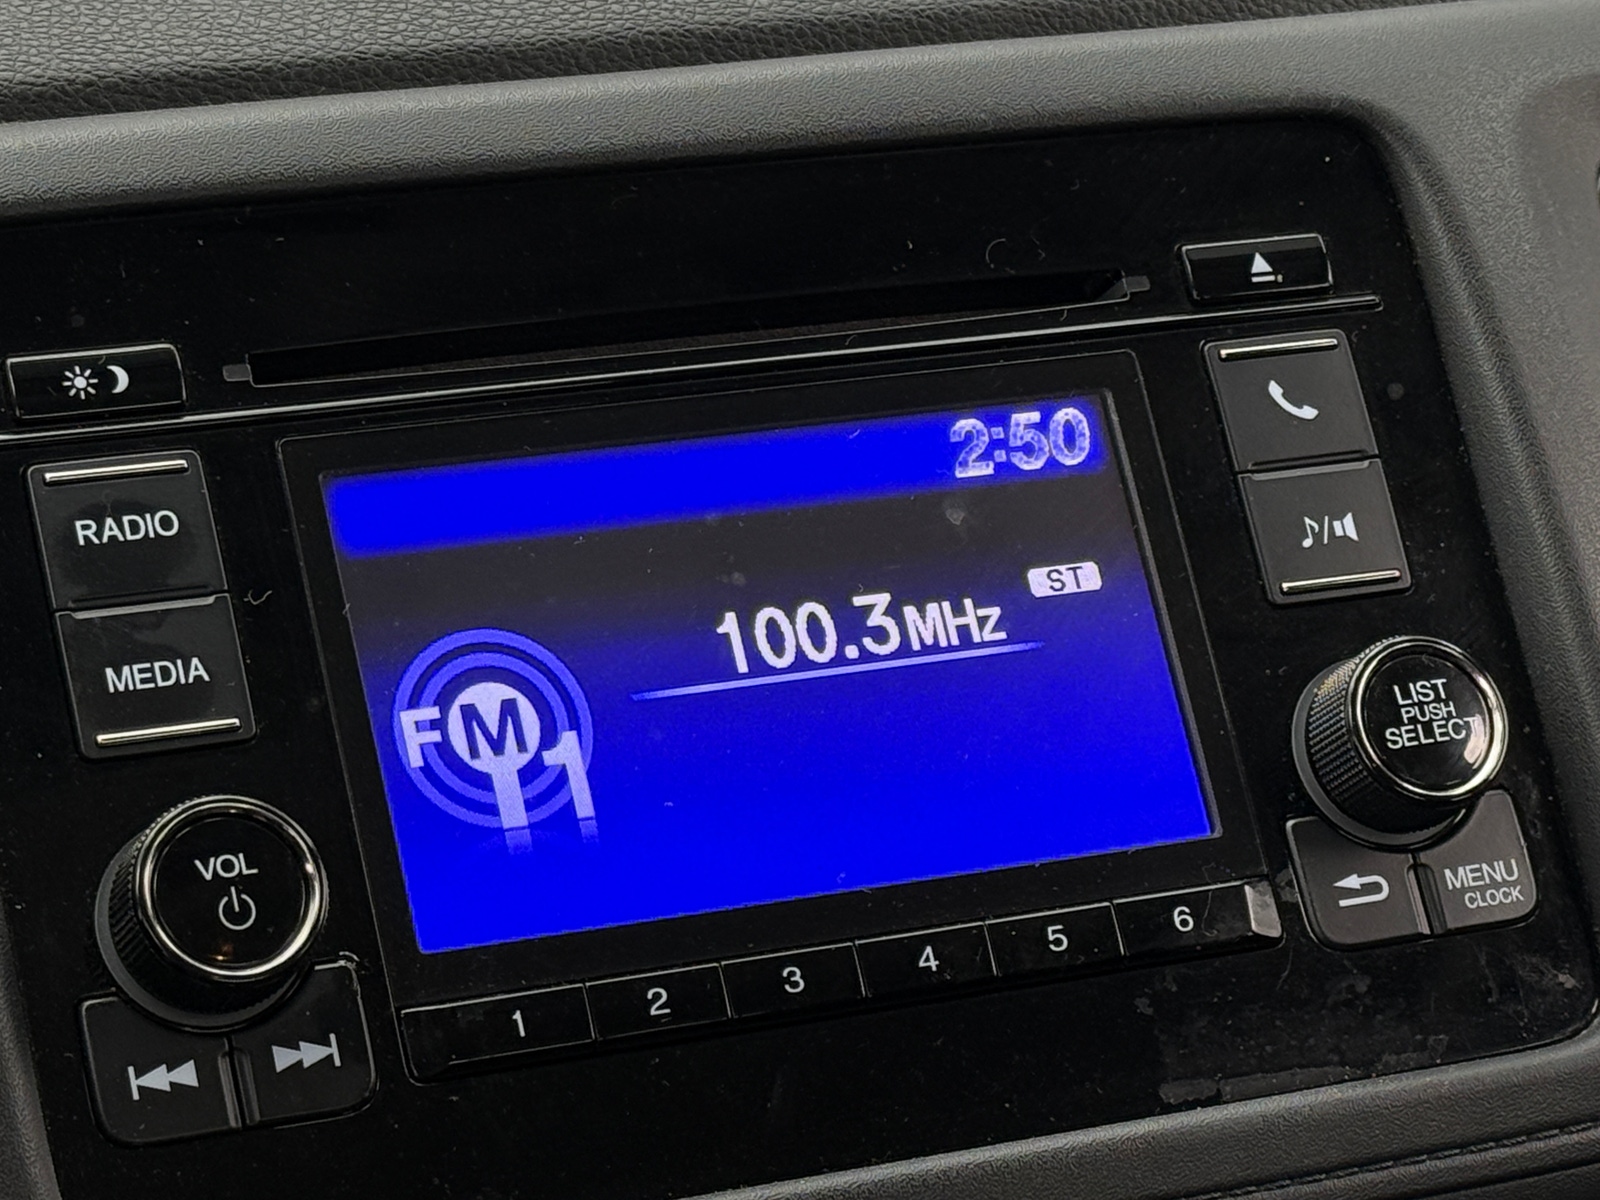 2:50
RADIO
ST
100.3MHz
MEDIA
FM
1
LIST
PUSH
SELECT
VOL
MENU
CLOCK
1 2 3 4 5 6